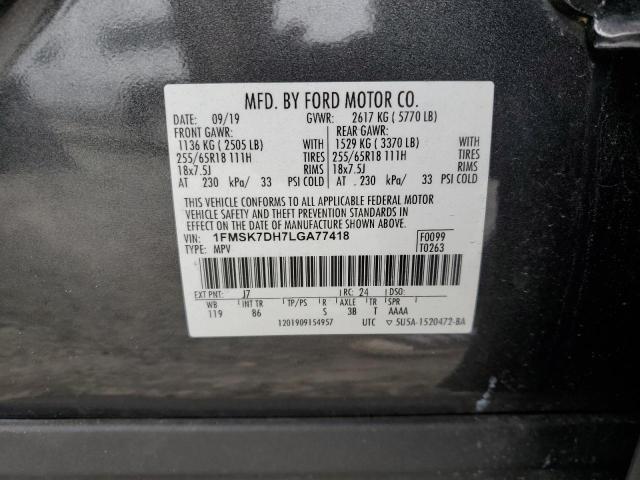 MFD. BY FORD MOTOR CO.
DATE: 09/19 GVWR: 2617 KG ( 5770 LB)
FRONT GAWR: REAR GAWR:
1136 KG ( 2505 LB) WITH 1529 KG ( 3370 LB) WITH
255/65R18 111H TIRES 255/65R18 111H TIRES
18x7.5J RIMS 18x7.5J RIMS
AT 230 kPa/ 33 PSI COLD AT 230 kPa/ 33 PSI COLD
THIS VEHICLE CONFORMS TO ALL APPLICABLE FEDERAL MOTOR
VEHICLE SAFETY AND THEFT PREVENTION STANDARDS IN
EFFECT ON THE DATE OF MANUFACTURE SHOWN ABOVE.
VIN: 1FMSK7DH7LGA77418 F0099
TYPE: MPV T0263
EXT PNT: J7 RC: 24 DSO:
WB INT TR TP/PS R AXLE TR SPR
119 86 S 3B T AAAA
1201909154957 UTC ▽ 5U5A-1520472-BA